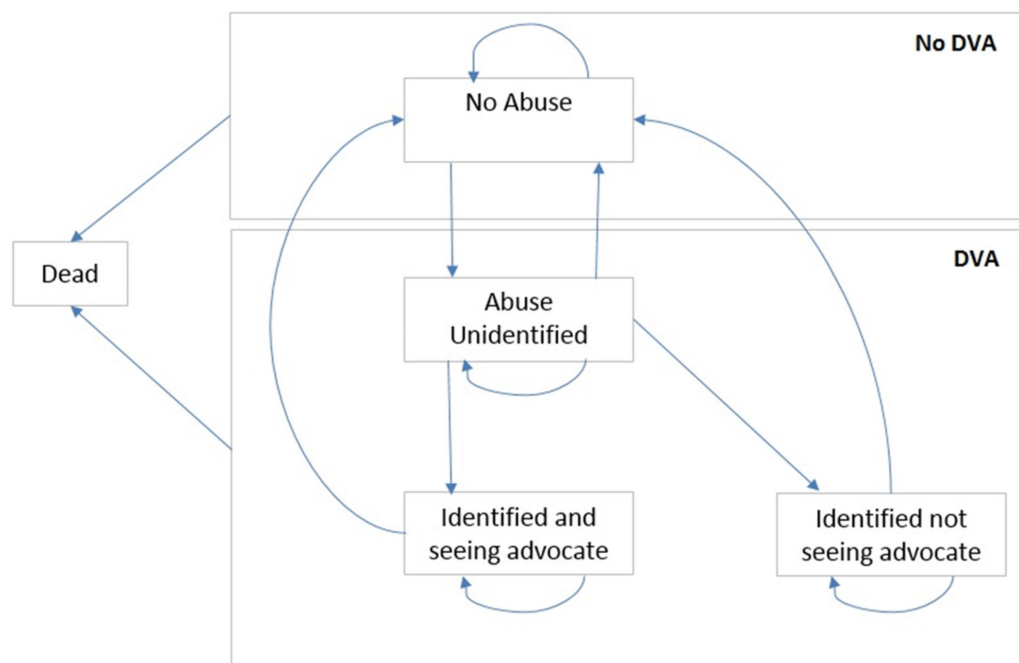 No DVA
No Abuse
Dead
DVA
Abuse
Unidentified
Identified and
seeing advocate
Identified not
seeing advocate